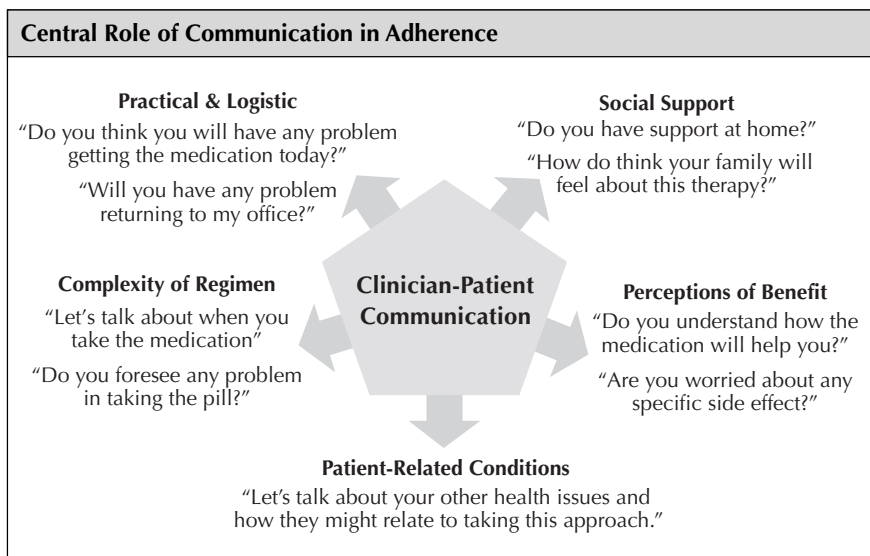 Central Role of Communication in Adherence
Practical & Logistic
“Do you think you will have any problem
getting the medication today?”
“Will you have any problem
returning to my office?”
Social Support
“Do you have support at home?”
“How do think your family will
feel about this therapy?”
Clinician-Patient
Communication
Complexity of Regimen
“Let’s talk about when you
take the medication”
“Do you foresee any problem
in taking the pill?”
Perceptions of Benefit
“Do you understand how the
medication will help you?”
“Are you worried about any
specific side effect?”
Patient-Related Conditions
“Let’s talk about your other health issues and
how they might relate to taking this approach.”